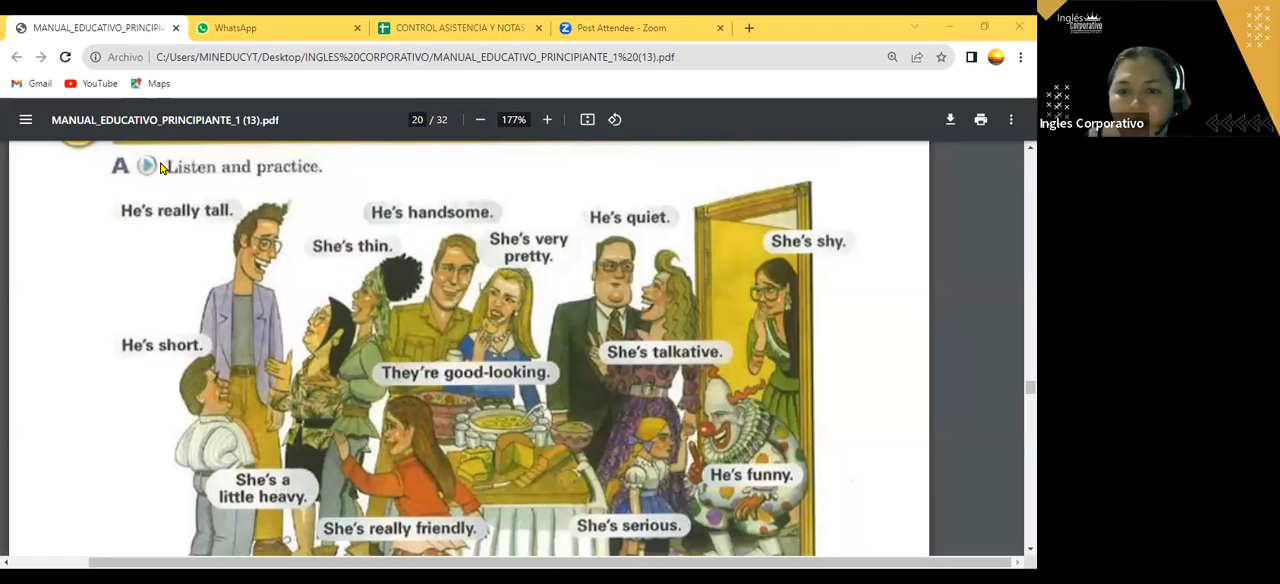 MANUAL_EDUCATIVO_PRINCIPIA
WhatsApp
CONTROL ASISTENCIA Y NOTAS
Post Attendee - Zoom
Archivo
C:/Users/MINEDUCYT/Desktop/INGLES%20CORPORATIVO/MANUAL_EDUCATIVO_PRINCIPIANTE_1%20(13).pdf
Gmail
YouTube
Maps
MANUAL_EDUCATIVO_PRINCIPIANTE_1 (13).pdf
20 / 32
177%
A Listen and practice.
He's really tall.
He's handsome.
He's quiet.
She's thin.
She's very
pretty.
She's shy.
He's short.
They're good-looking.
She's talkative.
She's a
little heavy.
He's funny.
She's really friendly.
She's serious.
Inglés
Corporativo
Ingles Corporativo